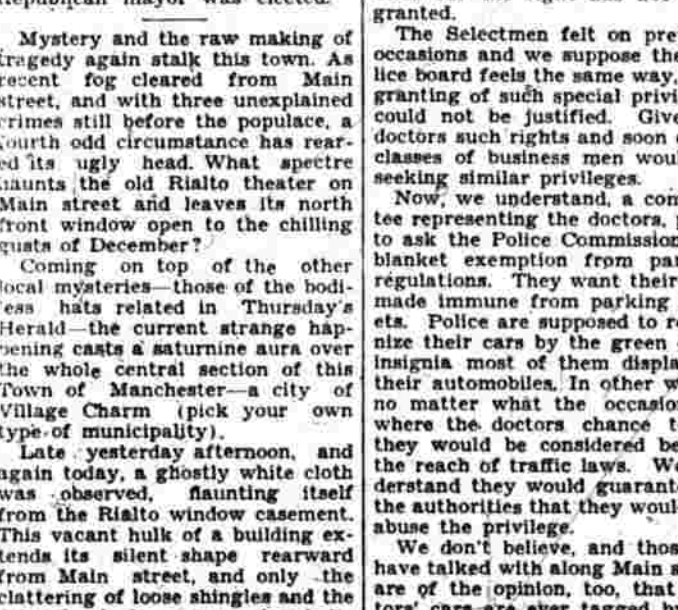 Republican mayor was elected.
Mystery and the raw making of
tragedy again stalk this town. As
recent fog cleared from Main
street, and with three unexplained
crimes still before the populace, a
fourth odd circumstance has rear-
ed its ugly head. What spectre
haunts the old Rialto theater on
Main street and leaves its north
front window open to the chilling
gusts of December?
Coming on top of the other
local mysteries—those of the bodi-
less hats related in Thursday's
Herald—the current strange hap-
pening casts a saturnine aura over
the whole central section of this
Town of Manchester—a city of
Village Charm (pick your own
type of municipality).
Late yesterday afternoon, and
again today, a ghostly white cloth
was observed, flaunting itself
from the Rialto window casement.
This vacant hulk of a building ex-
tends its silent shape rearward
from Main street, and only the
clattering of loose shingles and the
granted.
The Selectmen felt on pre
occasions and we suppose the
lice board feels the same way,
granting of such special privi
could not be justified. Give
doctors such rights and soon
classes of business men woul
seeking similar privileges.
Now, we understand, a com
tee representing the doctors,
to ask the Police Commission
blanket exemption from par
regulations. They want their
made immune from parking
ets. Police are supposed to re
nize their cars by the green
insignia most of them displa
their automobiles. In other w
no matter what the occasion
where the doctors chance t
they would be considered be
the reach of traffic laws. We
derstand they would guarant
the authorities that they woul
abuse the privilege.
We don't believe, and thos
have talked with along Main s
are of the opinion, too, that
tors' cars are ever tagged